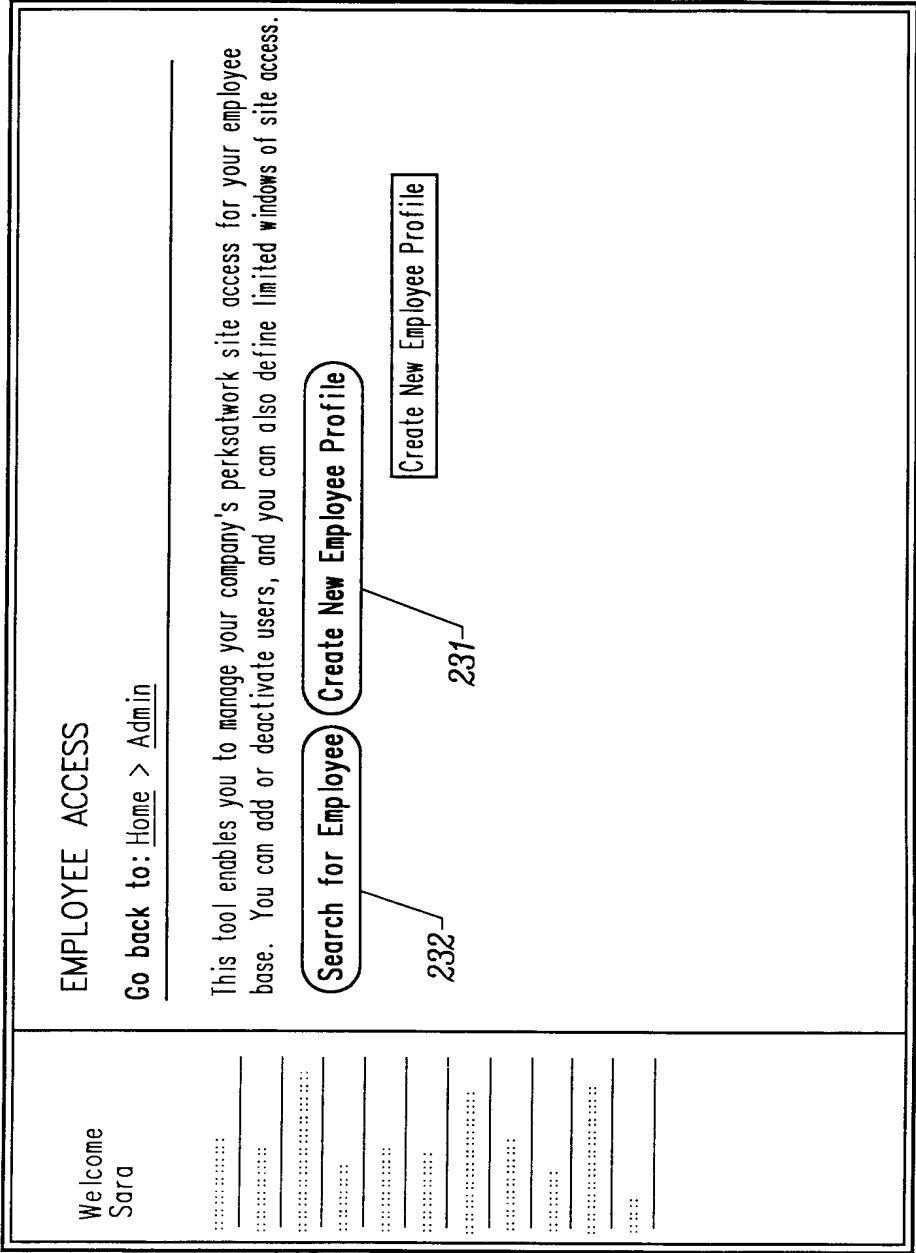 Welcome
Sara
EMPLOYEE ACCESS
Go back to: Home > Admin
This tool enables you to manage your company's perksatwork site access for your employee
base. You can add or deactivate users, and you can also define limited windows of site access.
Search for Employee Create New Employee Profile
Create New Employee Profile
232
231